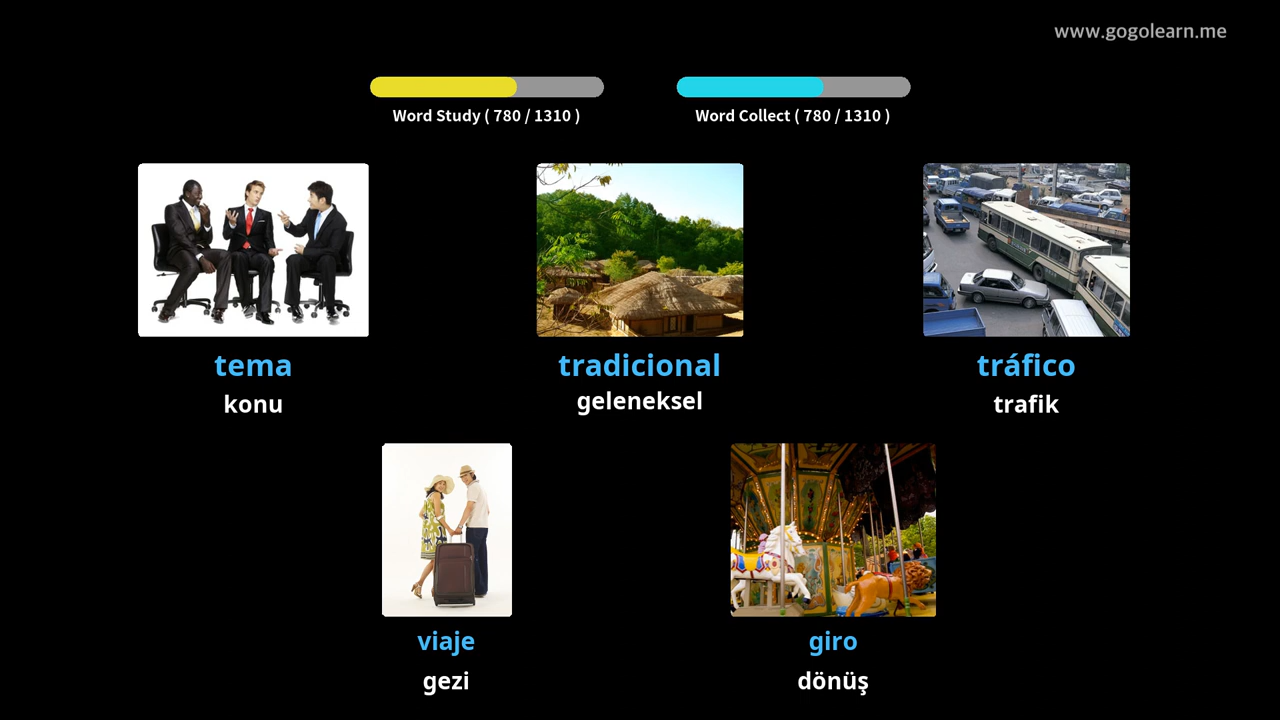 www.gogolearn.me
Word Study ( 780 / 1310 )
Word Collect ( 780 / 1310 )
tema
konu
tradicional
geleneksel
tráfico
trafik
viaje
gezi
giro
dönüş